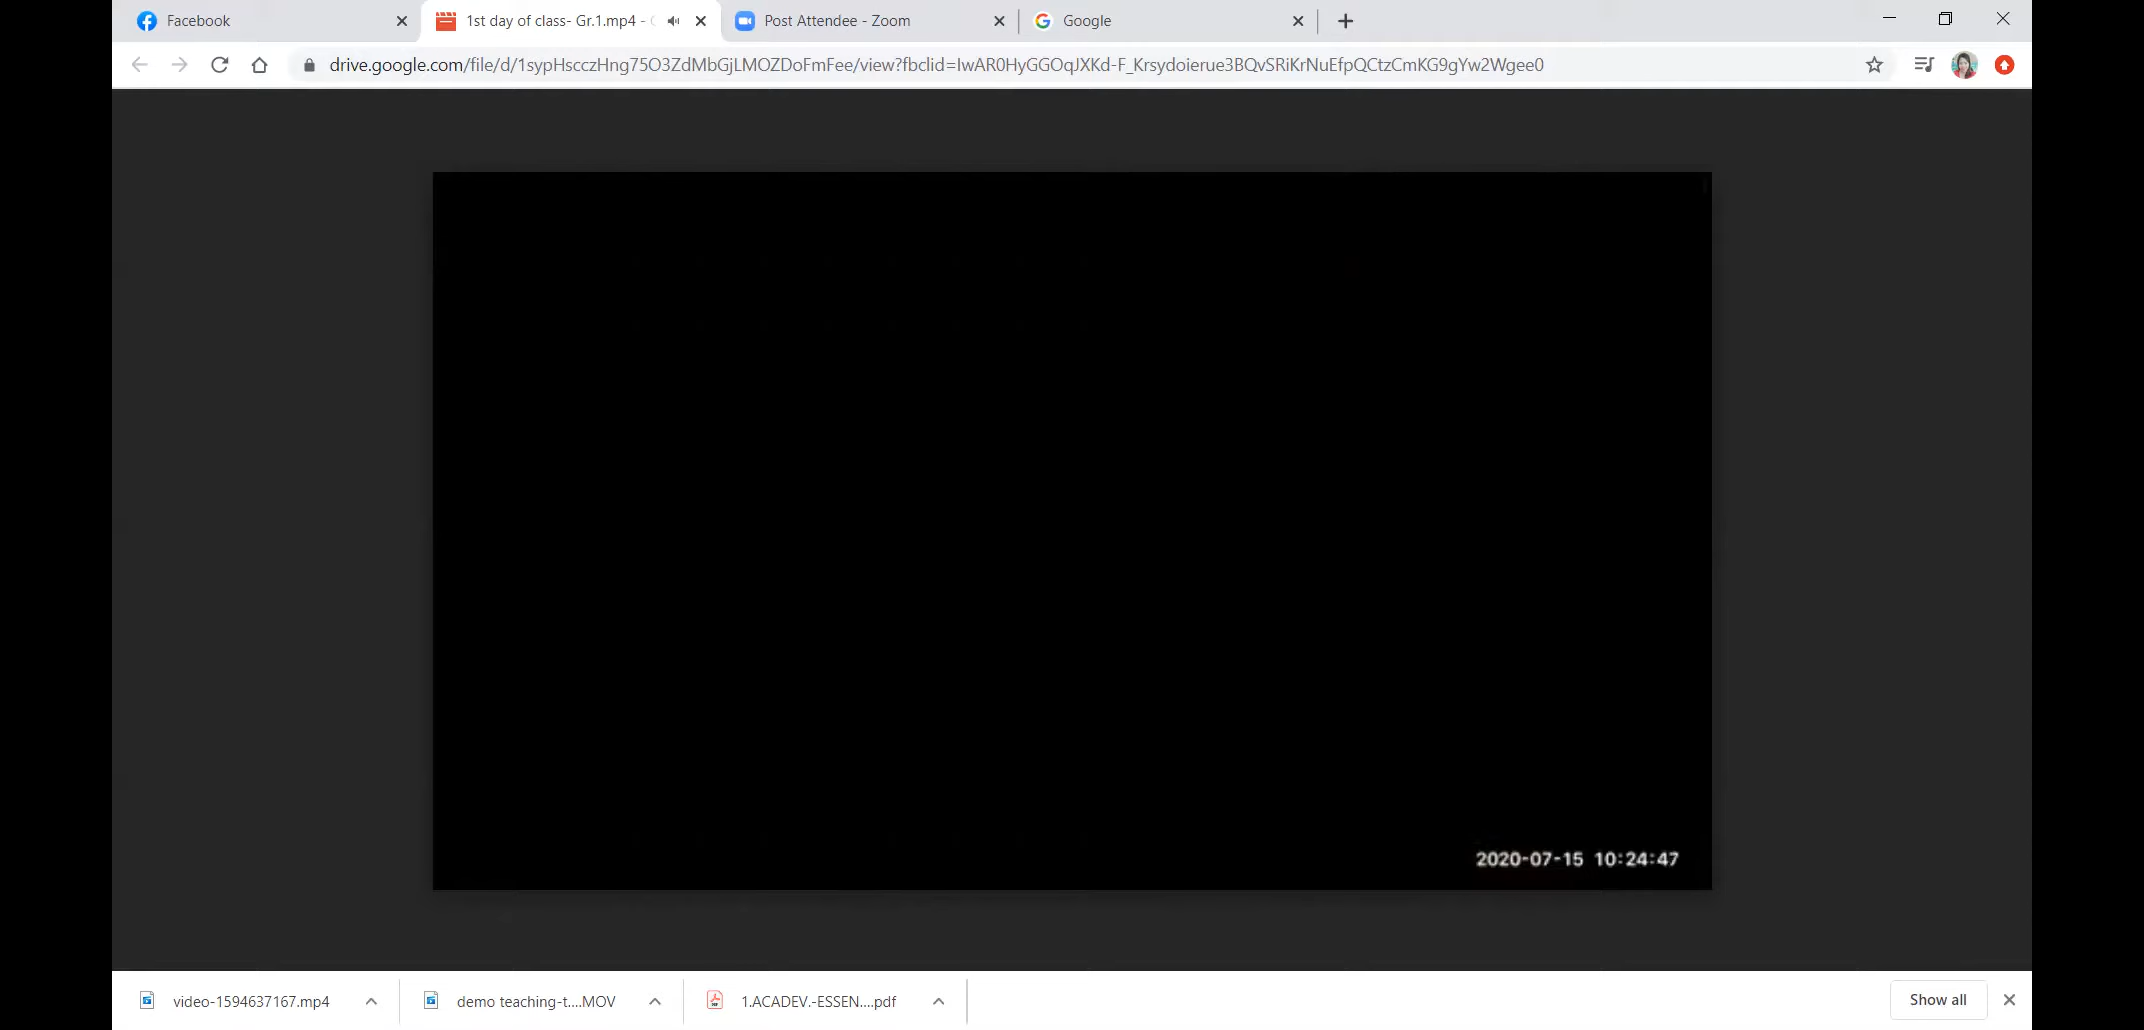 Facebook
1st day of class- Gr.1.mp4 -
Post Attendee - Zoom
Google
drive.google.com/file/d/1sypHscczHng75O3ZdMbGjLMOZDoFmFee/view?fbclid=IwAR0HyGGOqJXKd-F_Krsydoierue3BQvSRiKrNuEfpQCtzCmKG9gYw2Wgee0
2020-07-15 10:24:47
video-1594637167.mp4
demo teaching-t....MOV
1.ACADEV.-ESSEN....pdf
Show all